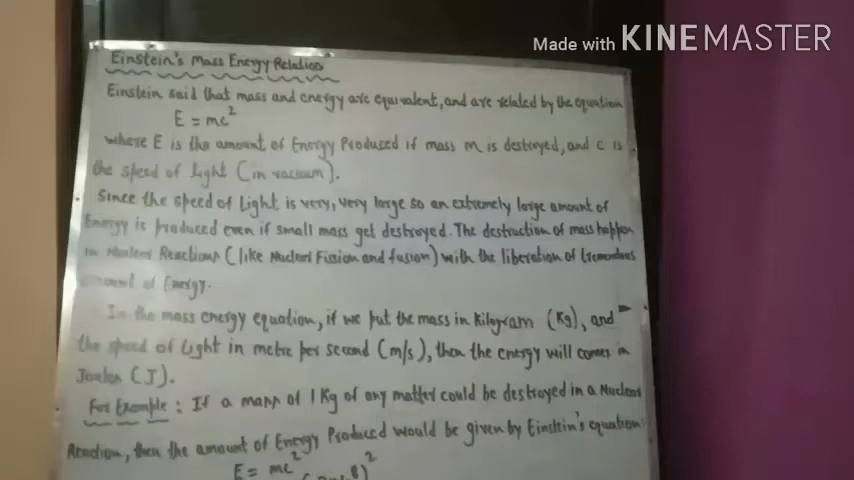 Made with KINEMASTER
Einstein's Mass Energy Relation
Einstein said that mass and energy are equivalent, and are related by the equation
E = mc²
where E is the amount of Energy Produced if mass m is destroyed, and c is
the speed of light (in vacuum).
Since the speed of Light is very, very large so an extremely large amount of
Energy is produced even if small mass get destroyed. The destruction of mass happen
in Nuclear Reactions (like Nuclear Fission and fusion) with the liberation of tremendous
amount of Energy.
In the mass energy equation, if we put the mass in Kilogram (Kg), and
the speed of Light in metre per second (m/s), then the energy will comes in
Joules (J).
For Example: If a mass of 1 Kg of any matter could be destroyed in a Nuclear
Reaction, then the amount of Energy Produced would be given by Einstein's equation:
E = mc²